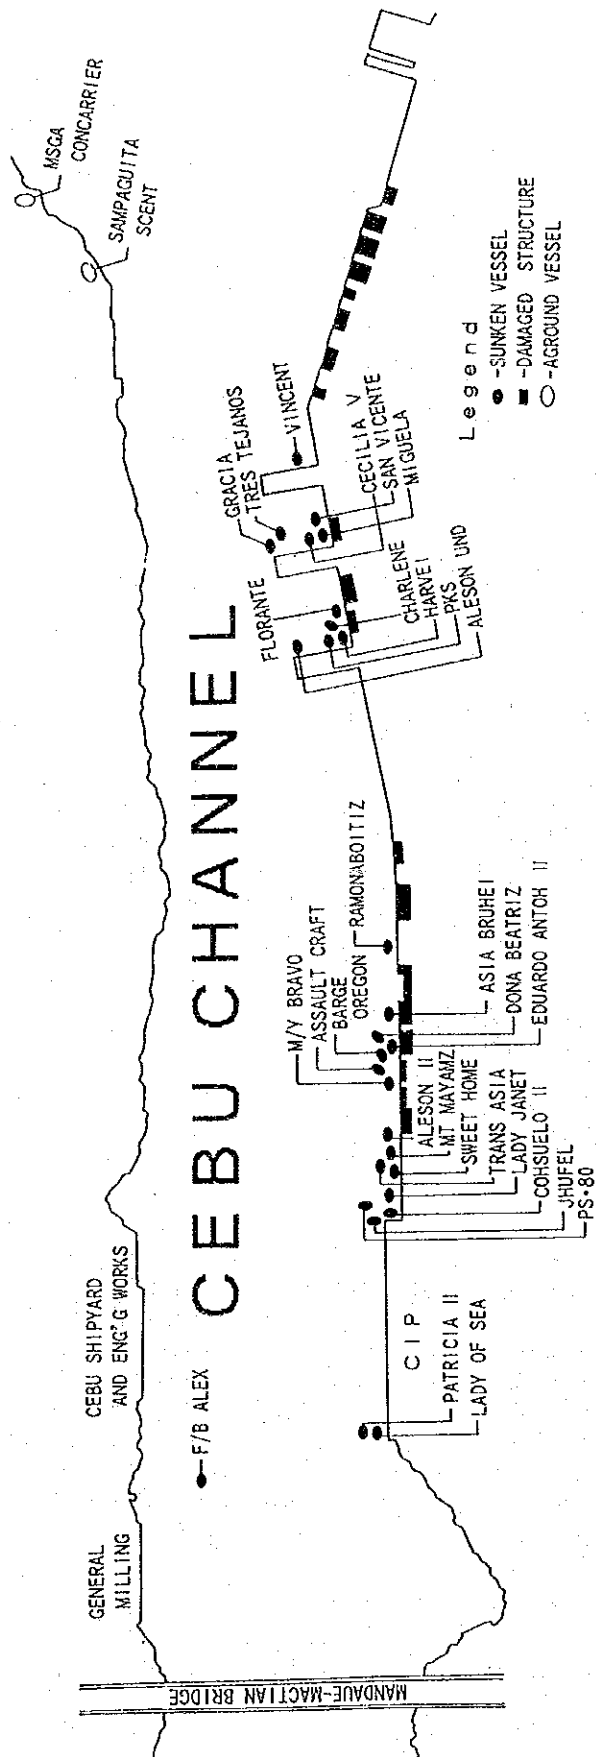 MSGA
CONCARRIER
SAMPAGUITA
SCENT
CEBU SHIPYARD
AND ENG'G WORKS
GENERAL
MILLING
MANDAUE-MACTIAN BRIDGE
CEBU CHANNEL
F/B ALEX
GRACIA
TRES TEJANOS
VINCENT
FLORANTE
CECILIA V
SAN VICENTE
MIGUELA
CHARLENE
HARVEI
PKS
ALESON UND
M/Y BRAVO
ASSAULT CRAFT
BARGE
OREGON
RAMONABOITIZ
ASIA BRUHEI
DONA BEATRIZ
EDUARDO ANTOH II
ALESON II
MT MAYAMZ
SWEET HOME
TRANS ASIA
LADY JANET
COHSUELO II
JHUFEL
PS-80
CIP
PATRICIA II
LADY OF SEA
Legend
-SUNKEN VESSEL
-DAMAGED STRUCTURE
-AGROUND VESSEL